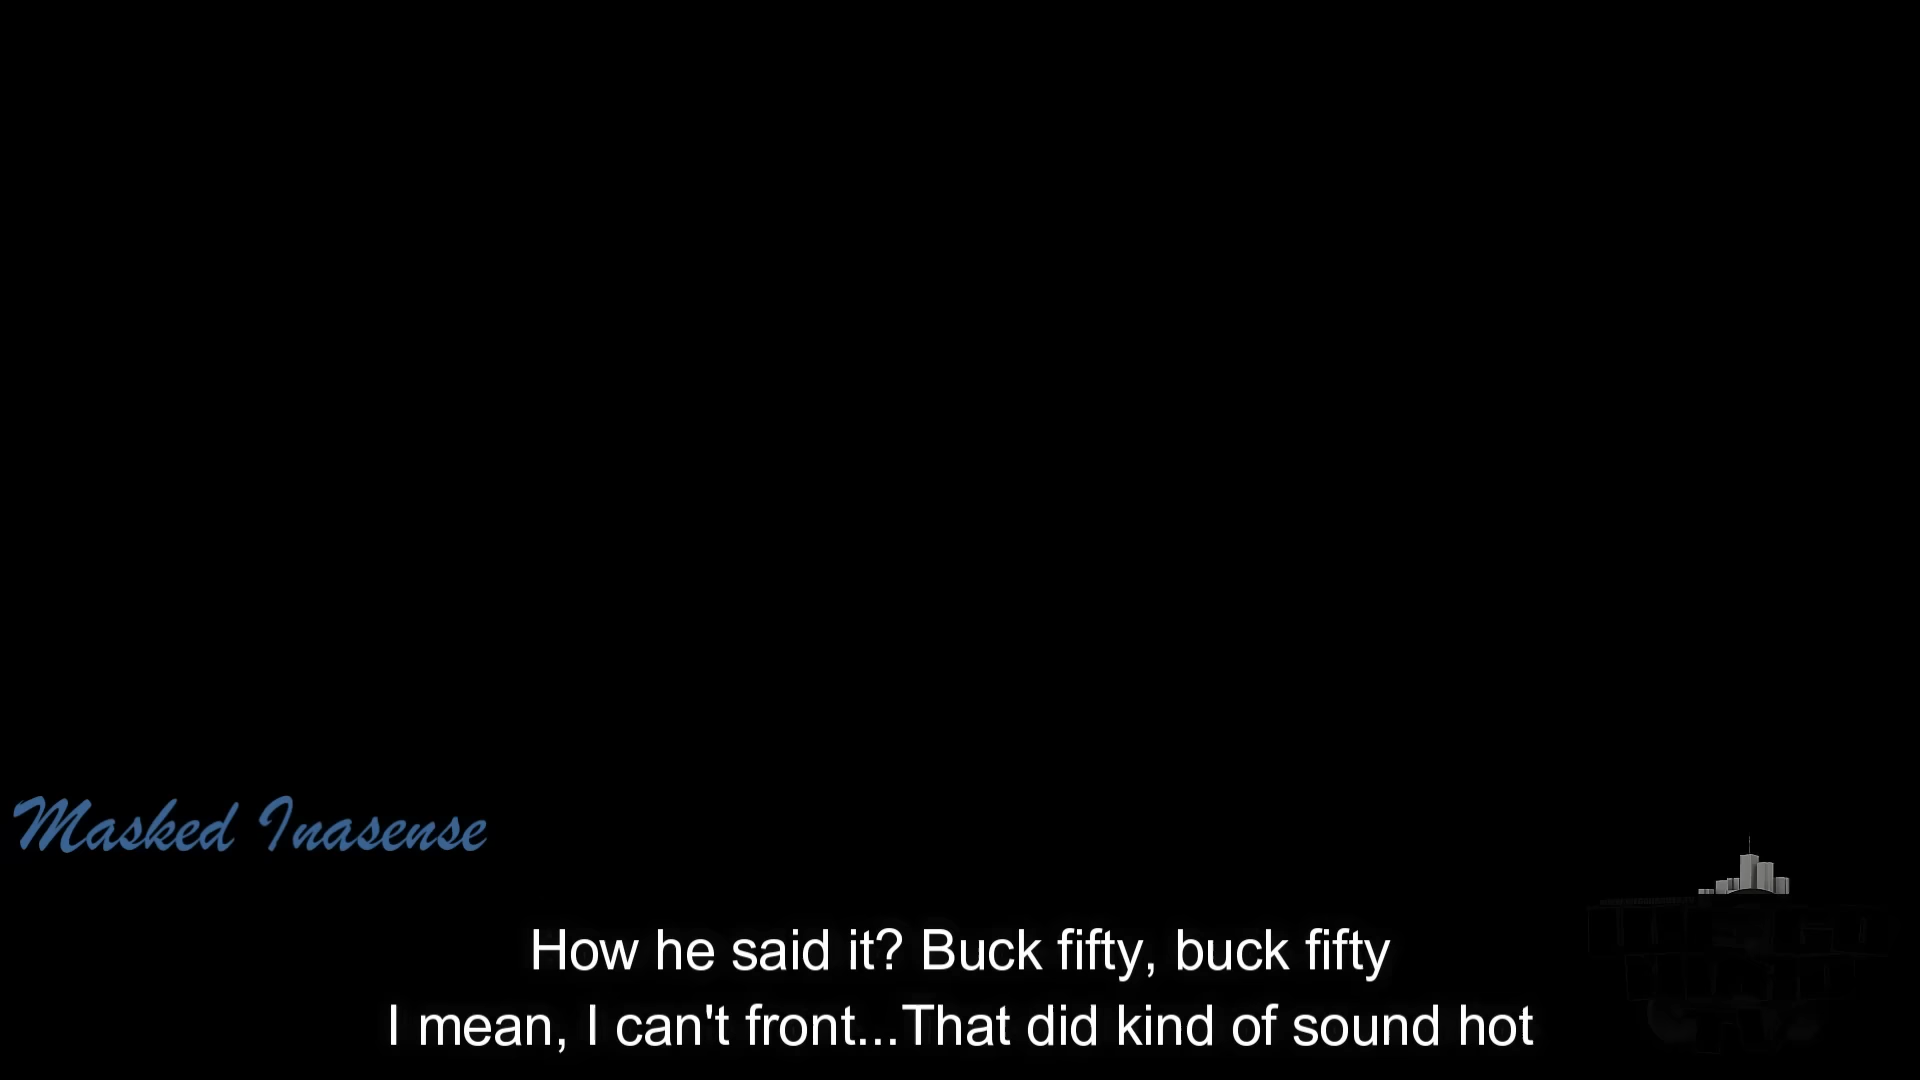 Masked Inasense
How he said it? Buck fifty, buck fifty
I mean, I can't front...That did kind of sound hot